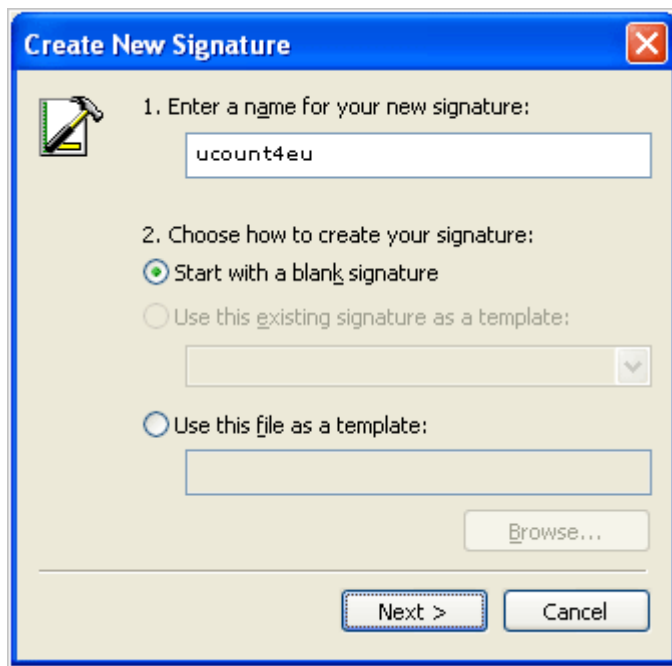 Create New Signature
1. Enter a name for your new signature:
ucount4eu
2. Choose how to create your signature:
Start with a blank signature
Use this existing signature as a template:
Use this file as a template:
Browse...
Next >
Cancel